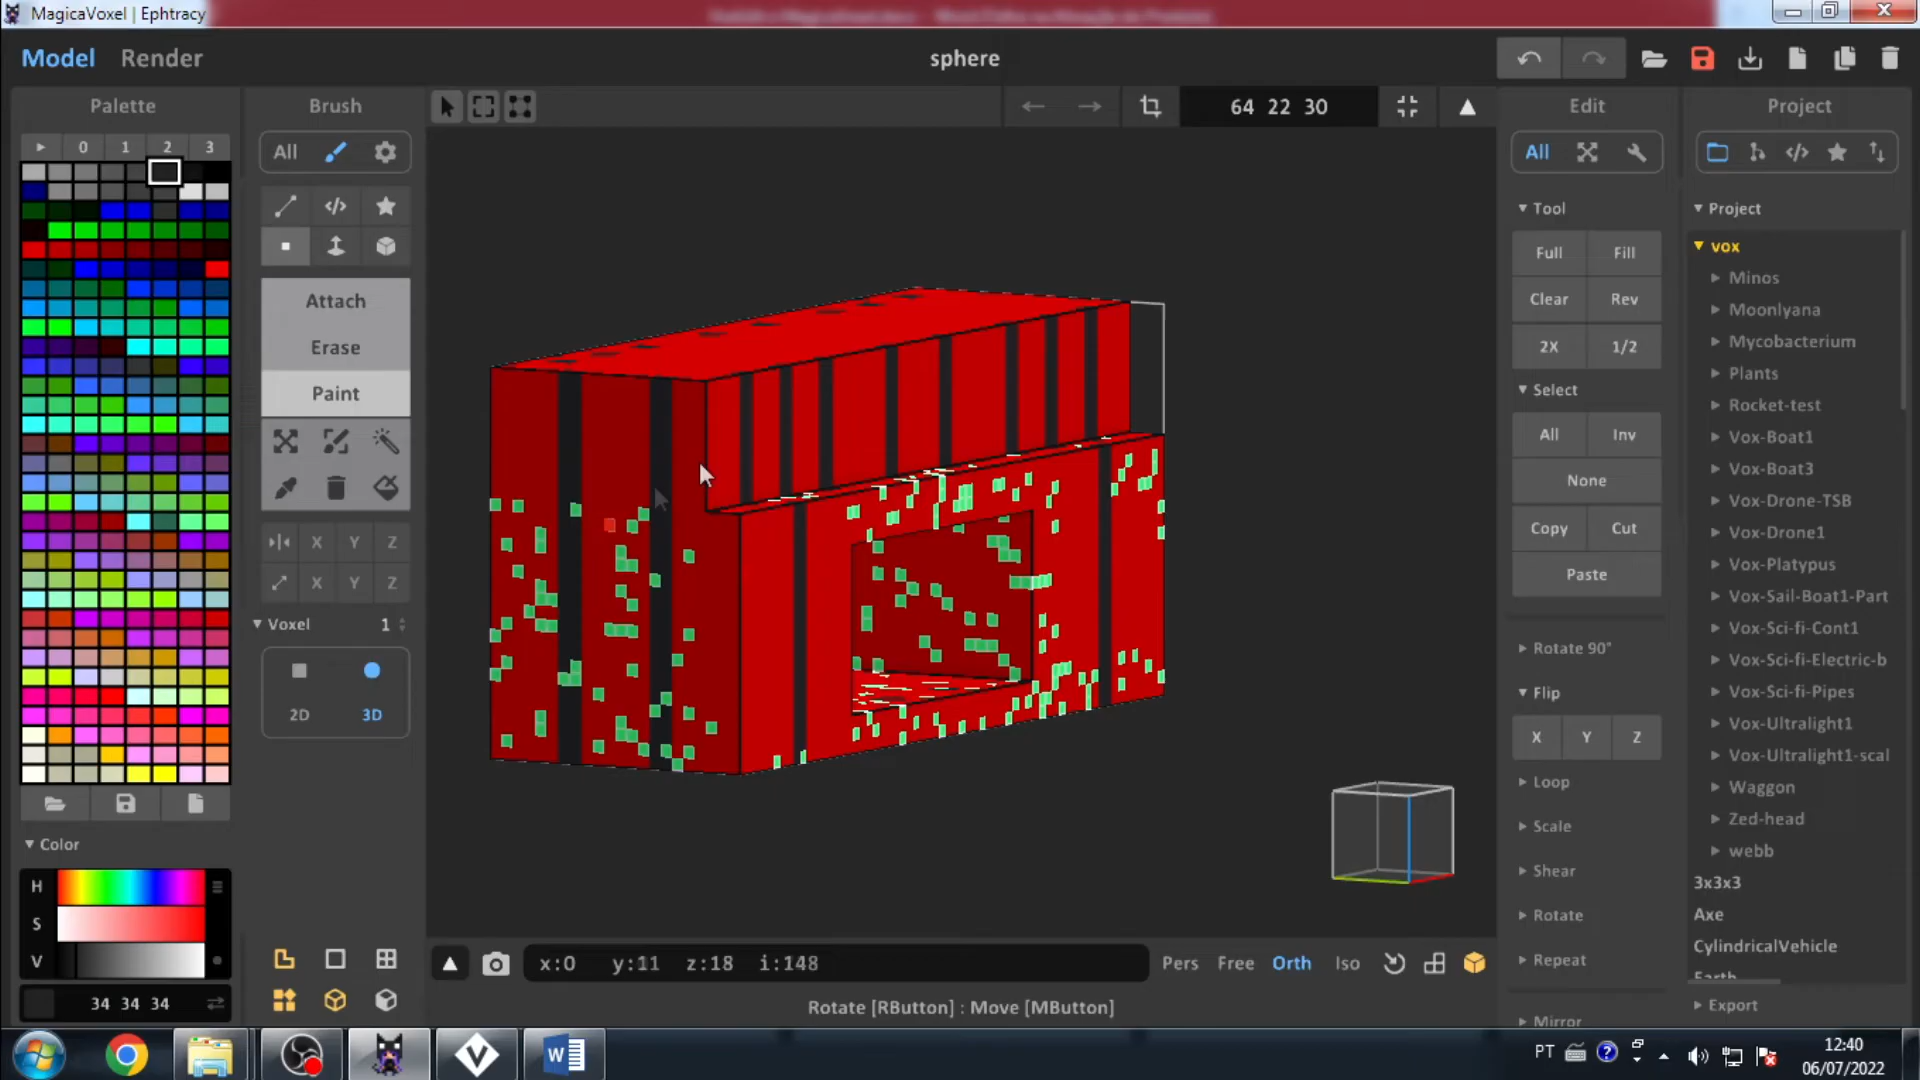 MagicaVoxel | Ephtracy
Model Render
sphere
Palette
0 1 2 3
Color
H
S
V
34 34 34
Brush
All
Attach
Erase
Paint
X Y Z
X Y Z
Voxel 1
2D 3D
64 22 30
x:0 y:11 z:18 i:148
Pers Free Orth Iso
Rotate [RButton] : Move [MButton]
Edit
All
Tool
Full Fill
Clear Rev
2X 1/2
Select
All Inv
None
Copy Cut
Paste
Rotate 90°
Flip
X Y Z
Loop
Scale
Shear
Rotate
Repeat
Mirror
Project
Project
vox
Minos
Moonlyana
Mycobacterium
Plants
Rocket-test
Vox-Boat1
Vox-Boat3
Vox-Drone-TSB
Vox-Drone1
Vox-Platypus
Vox-Sail-Boat1-Part
Vox-Sci-fi-Cont1
Vox-Sci-fi-Electric-b
Vox-Sci-fi-Pipes
Vox-Ultralight1
Vox-Ultralight1-scal
Waggon
Zed-head
webb
3x3x3
Axe
CylindricalVehicle
Earth
Export
PT
12:40
06/07/2022